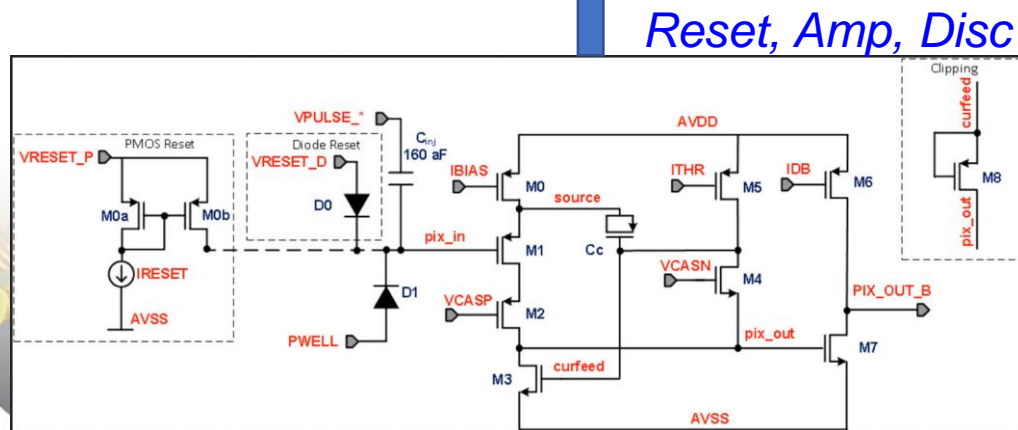 Reset, Amp, Disc
Clipping
curfeed
M8
pix_out
PMOS Reset
VRESET_P
M0a
M0b
IRESET
AVSS
Diode Reset
VRESET_D
D0
VPULSE_*
Cinj
160 aF
pix_in
D1
PWELL
AVDD
IBIAS
M0
source
Cc
M1
VCASP
M2
M3
curfeed
ITHR
M5
VCASN
M4
IDB
M6
PIX_OUT_B
pix_out
M7
AVSS